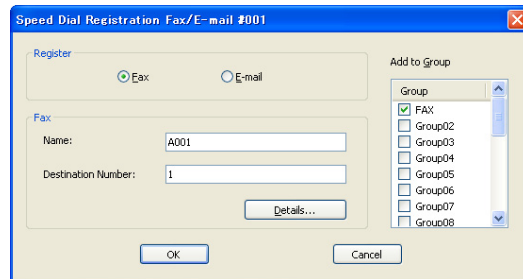 Speed Dial Registration Fax/E-mail #001
Register
Fax
E-mail
Add to Group
Group
FAX
Group02
Group03
Group04
Group05
Group06
Group07
Group08
Fax
Name:
A001
Destination Number:
1
Details...
OK
Cancel